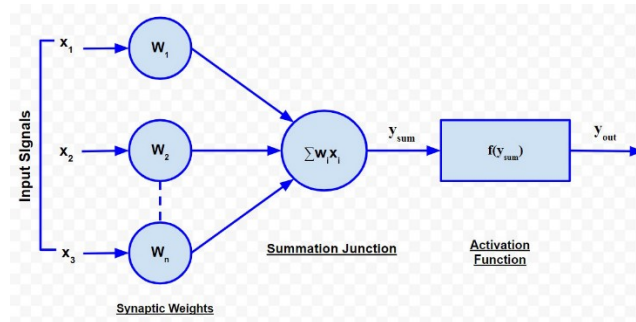 Input Signals
x1
x2
x3
W1
W2
Wn
Synaptic Weights
∑wixi
Summation Junction
ysum
f(ysum)
Activation
Function
yout